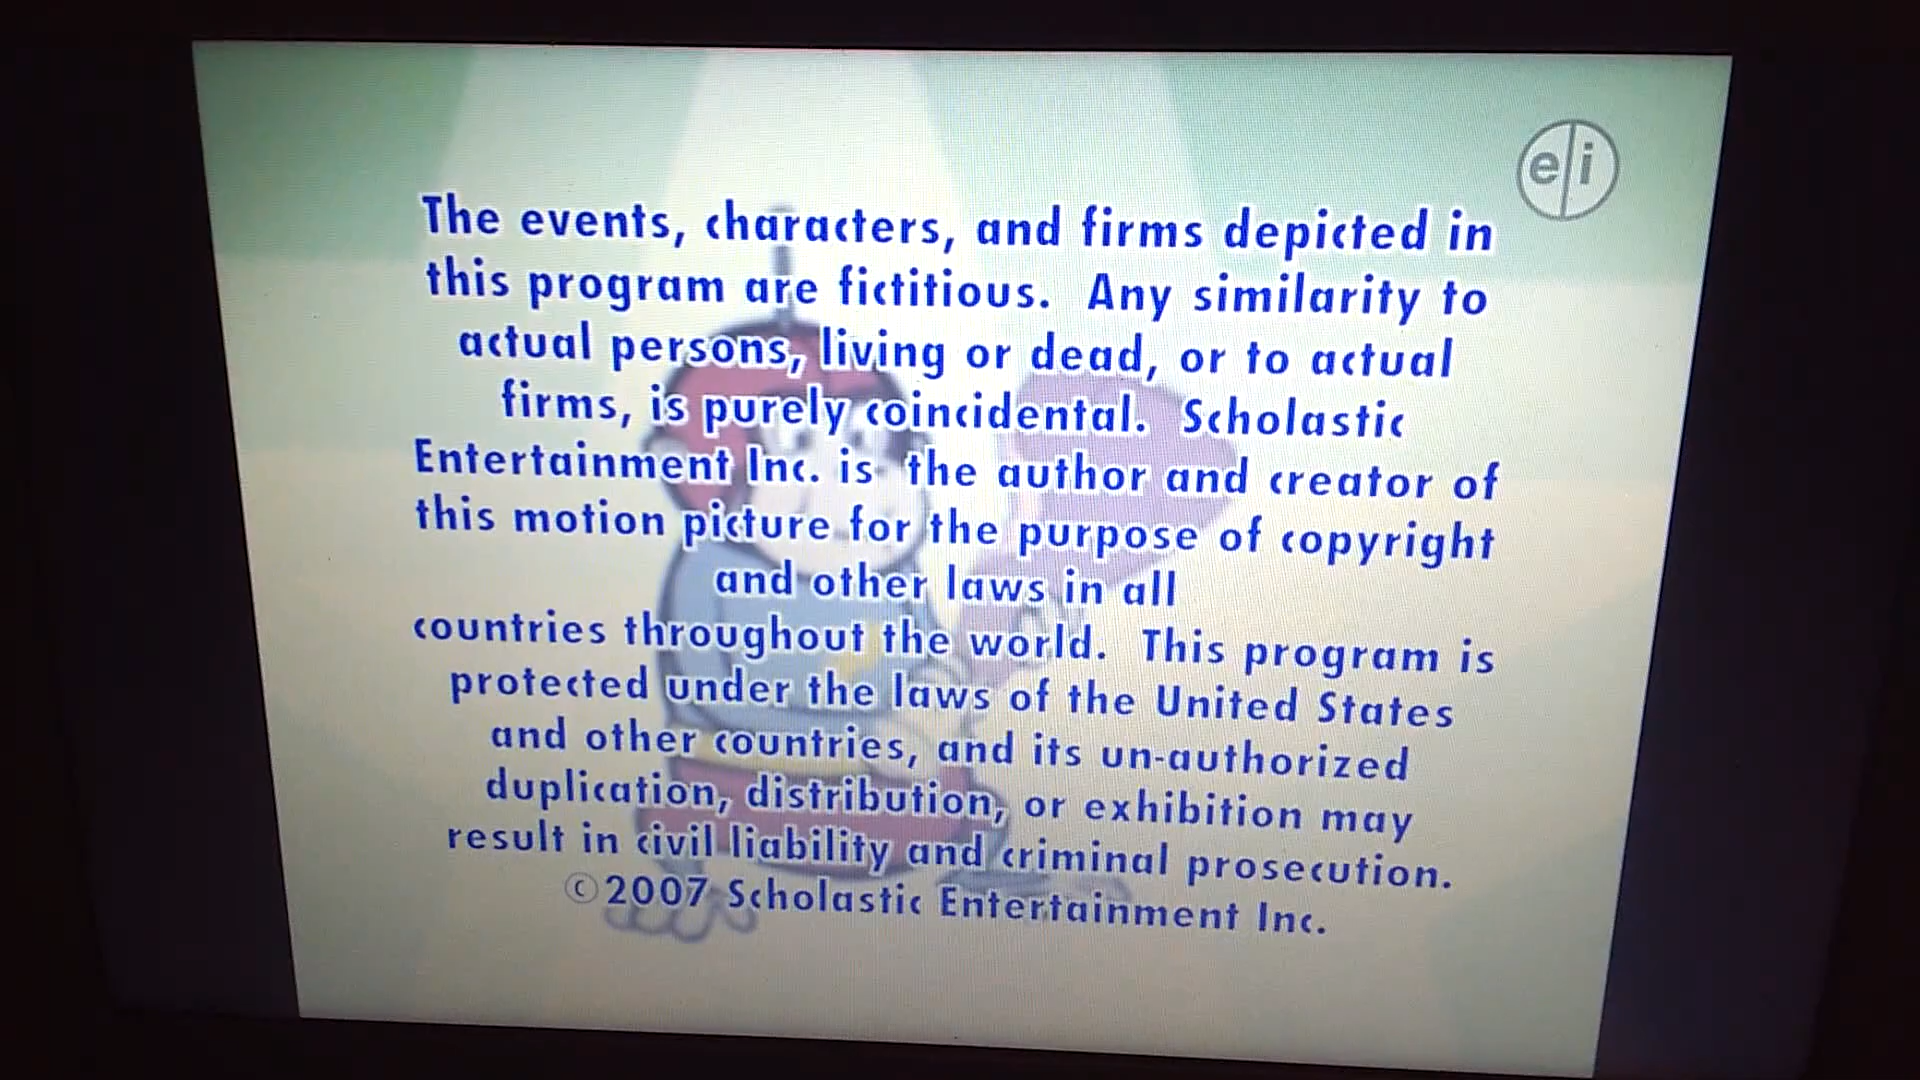 e|i
The events, characters, and firms depicted in
this program are fictitious. Any similarity to
actual persons, living or dead, or to actual
firms, is purely coincidental. Scholastic
Entertainment Inc. is the author and creator of
this motion picture for the purpose of copyright
and other laws in all
countries throughout the world. This program is
protected under the laws of the United States
and other countries, and its un-authorized
duplication, distribution, or exhibition may
result in civil liability and criminal prosecution.
©2007 Scholastic Entertainment Inc.